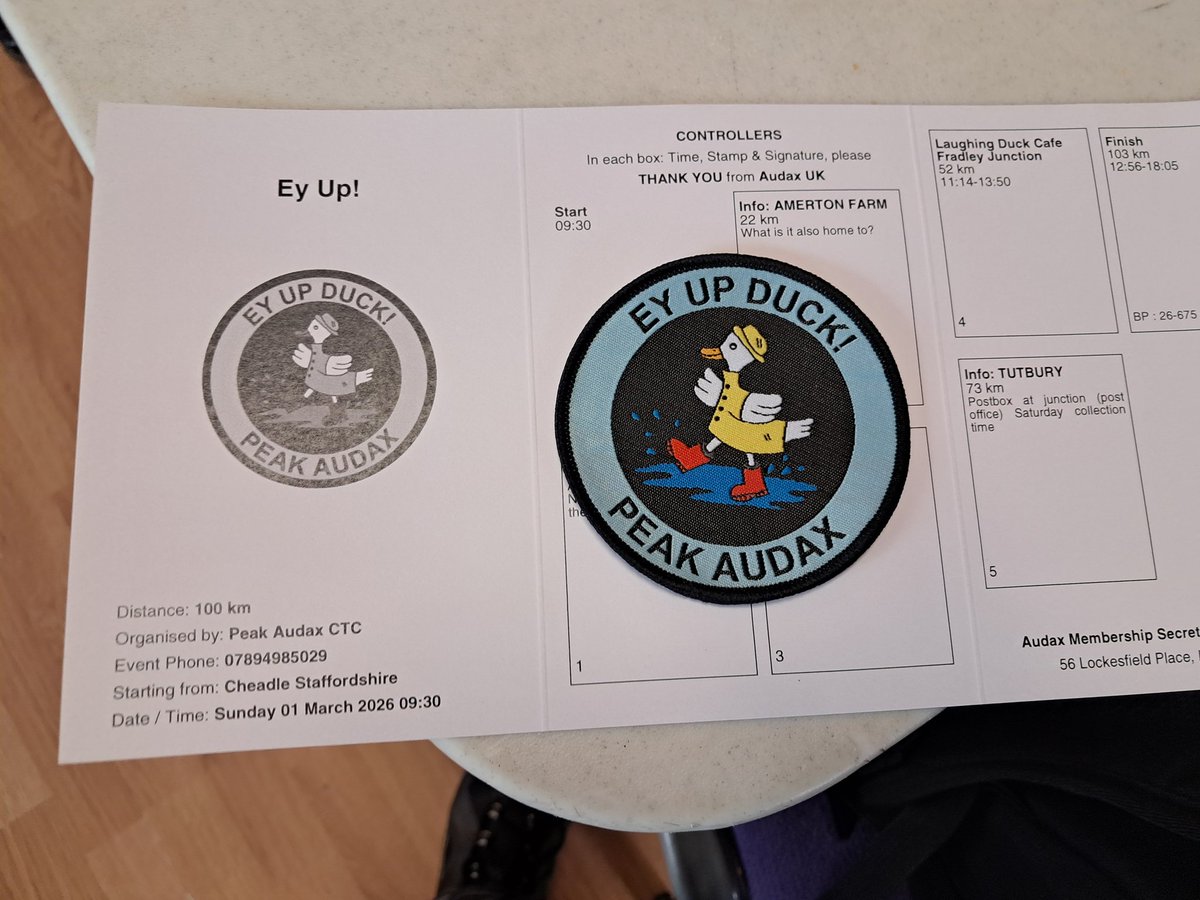 Ey Up!
EY UP DUCK!
PEAK AUDAX
Distance: 100 km
Organised by: Peak Audax CTC
Event Phone: 07894985029
Starting from: Cheadle Staffordshire
Date / Time: Sunday 01 March 2026 09:30
CONTROLLERS
In each box: Time, Stamp & Signature, please
THANK YOU from Audax UK
Start
09:30
Info: AMERTON FARM
22 km
What is it also home to?
EY UP DUCK!
PEAK AUDAX
the
1
3
Laughing Duck Cafe
Fradley Junction
52 km
11:14-13:50
4
Finish
103 km
12:56-18:05
BP : 26-675
Info: TUTBURY
73 km
Postbox at junction (post
office) Saturday collection
time
5
Audax Membership Secret
56 Lockesfield Place,